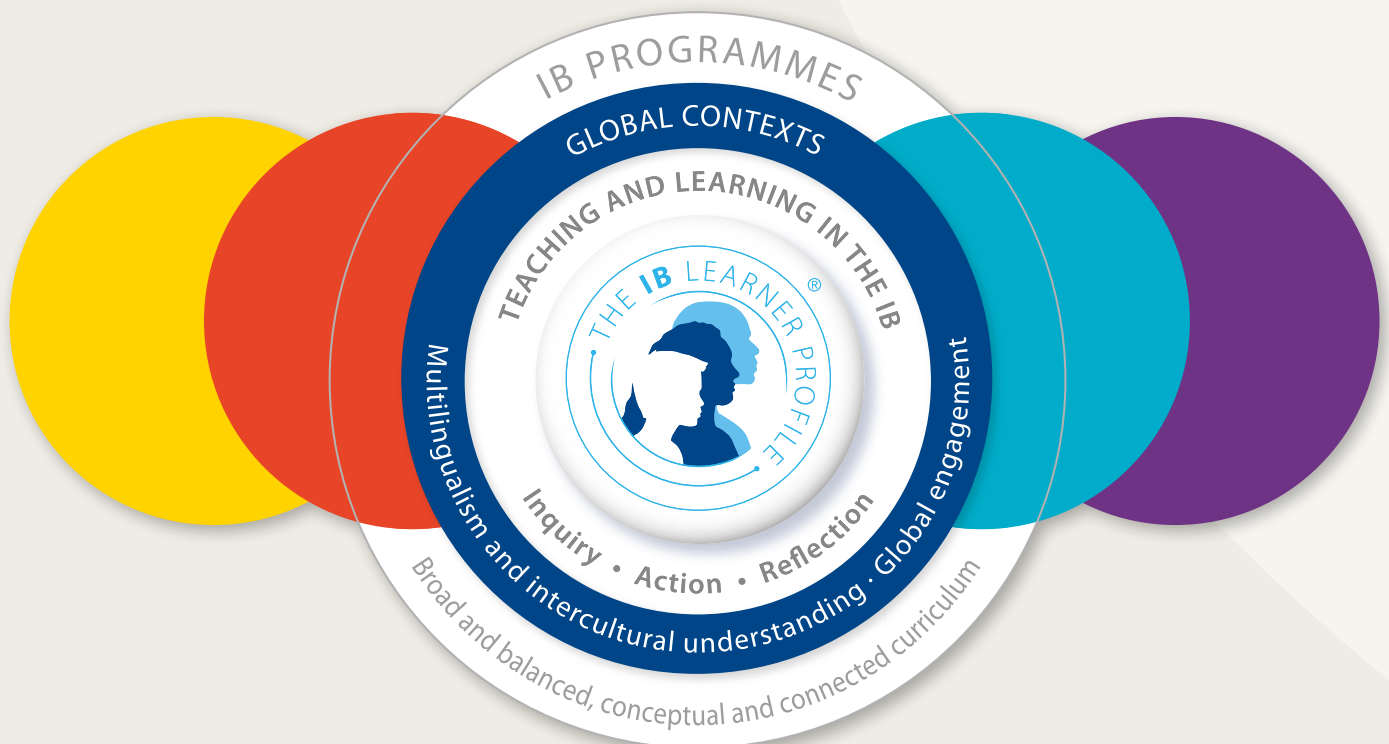 IB PROGRAMMES
GLOBAL CONTEXTS
TEACHING AND LEARNING IN THE IB
THE IB LEARNER PROFILE ®
Inquiry • Action • Reflection
Multilingualism and intercultural understanding · Global engagement
Broad and balanced, conceptual and connected curriculum